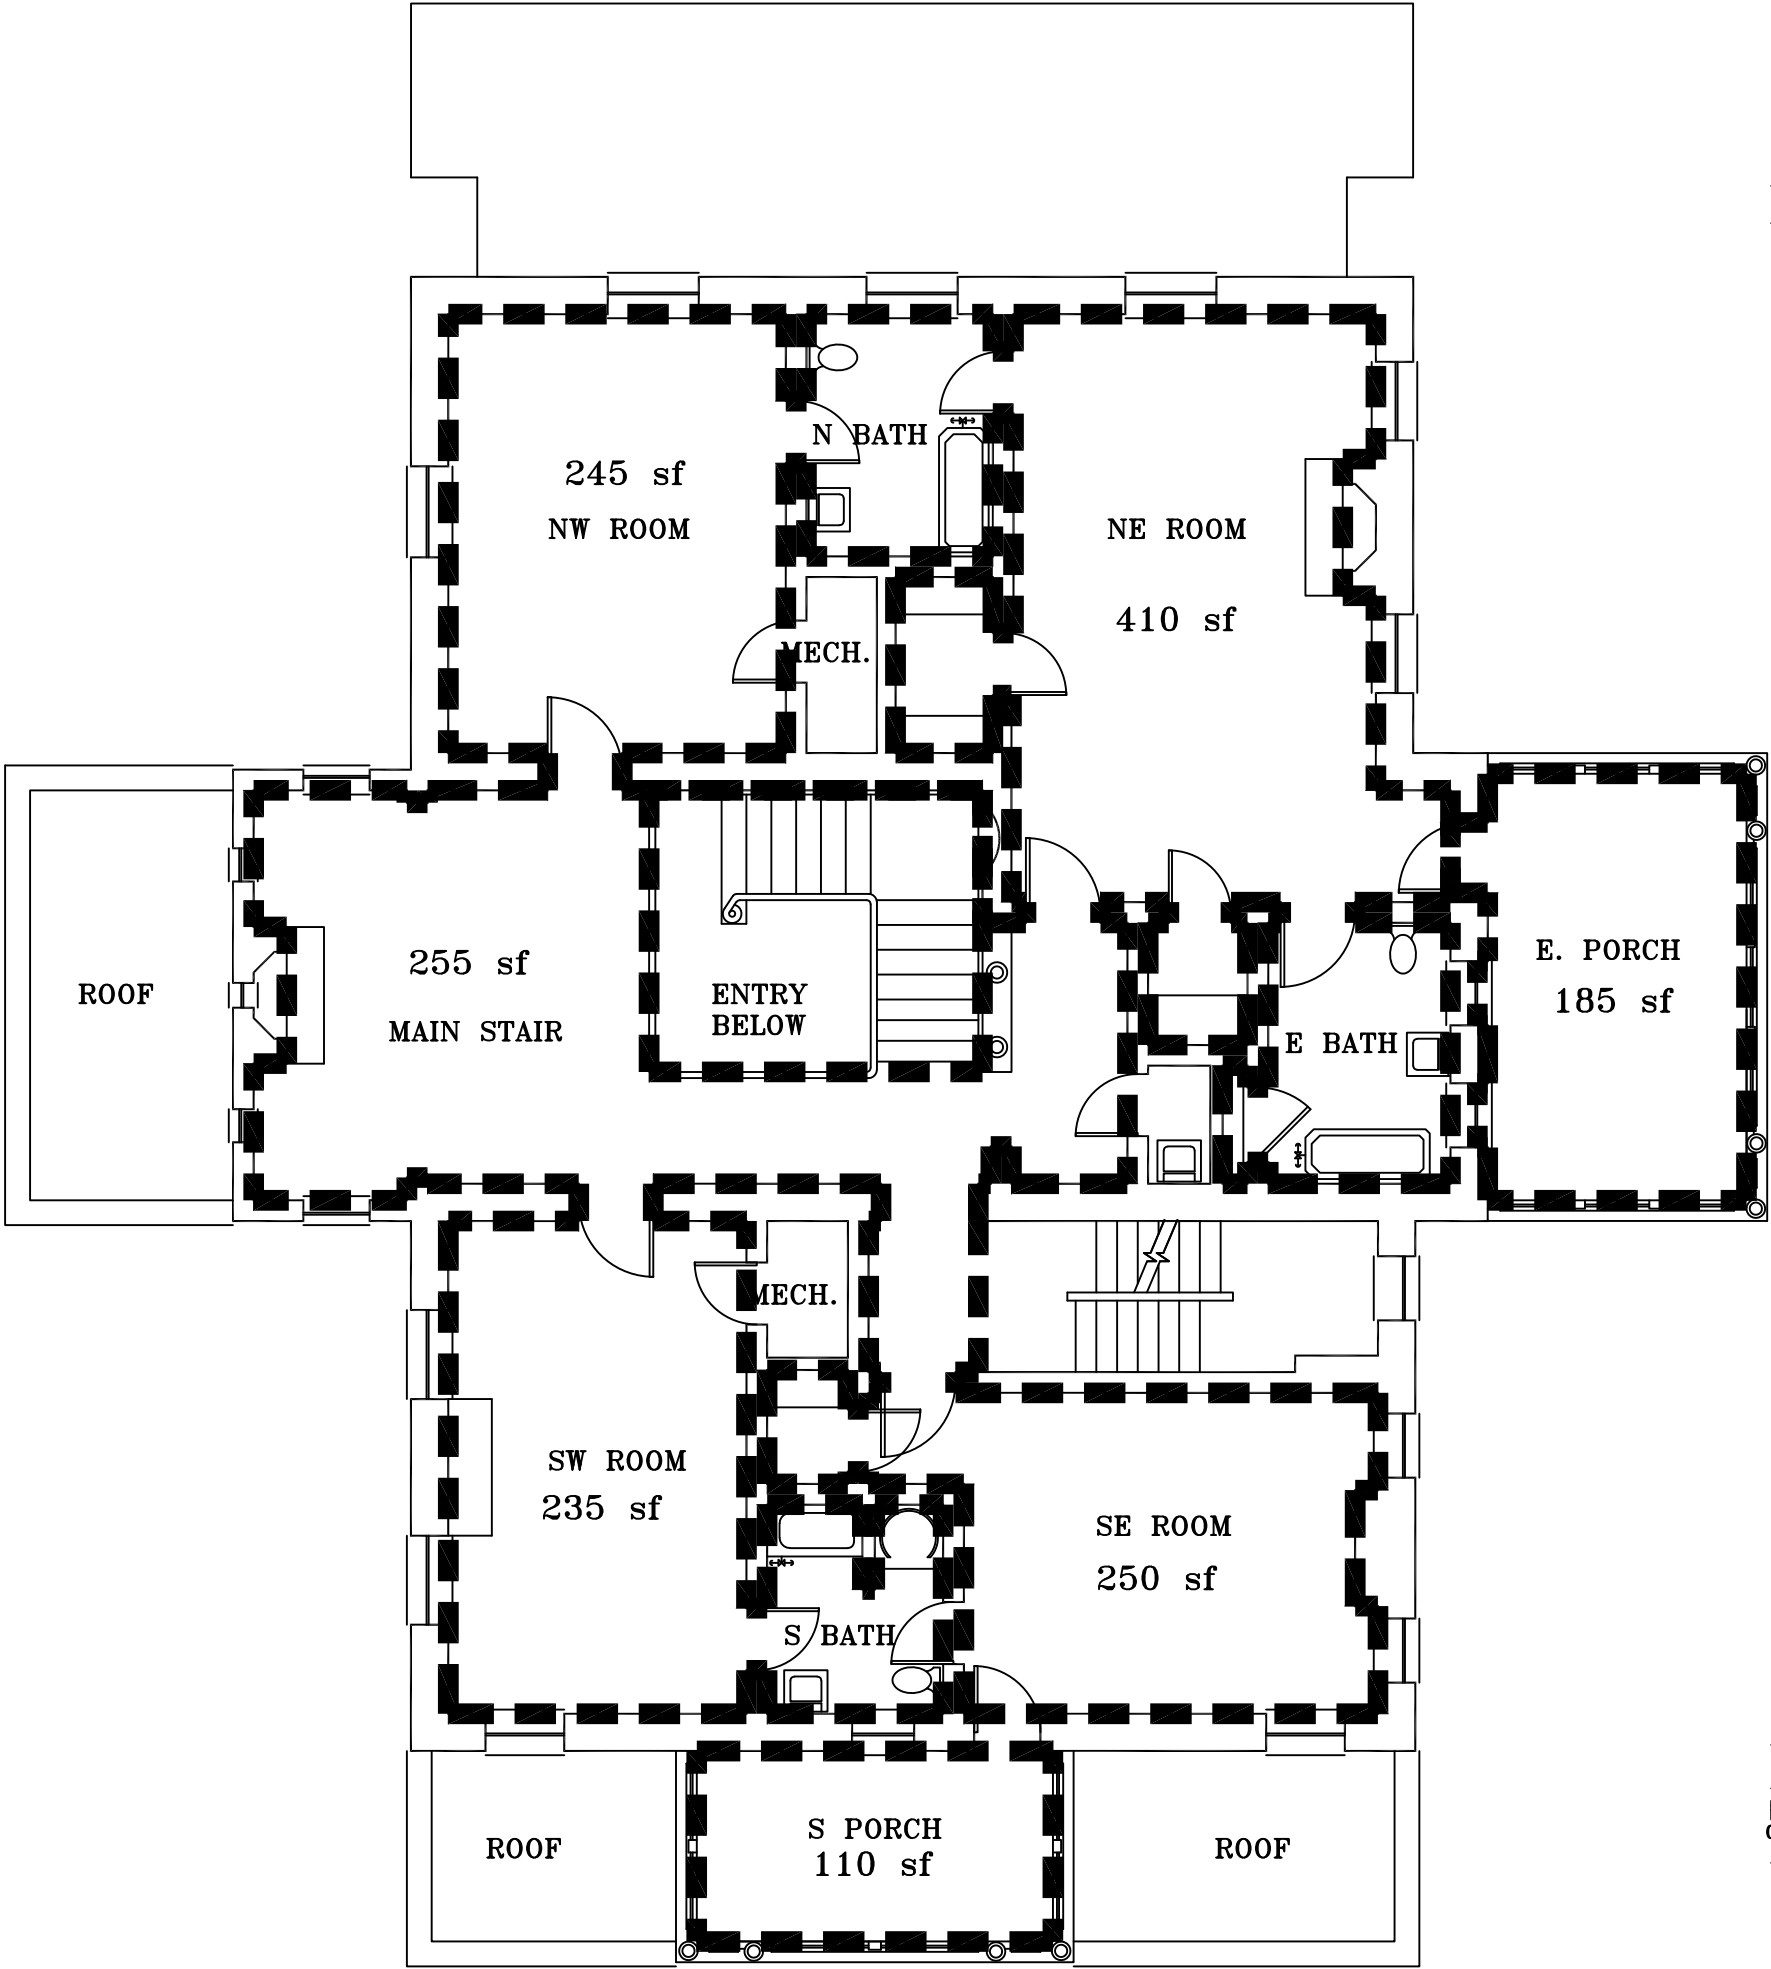 N BATH
245 sf
NW ROOM
NE ROOM
410 sf
MECH.
E. PORCH
255 sf
ROOF
ENTRY
BELOW
185 sf
MAIN STAIR
E BATH
MECH.
SW ROOM
235 sf
SE ROOM
250 sf
S BATH
S PORCH
ROOF
ROOF
110 sf